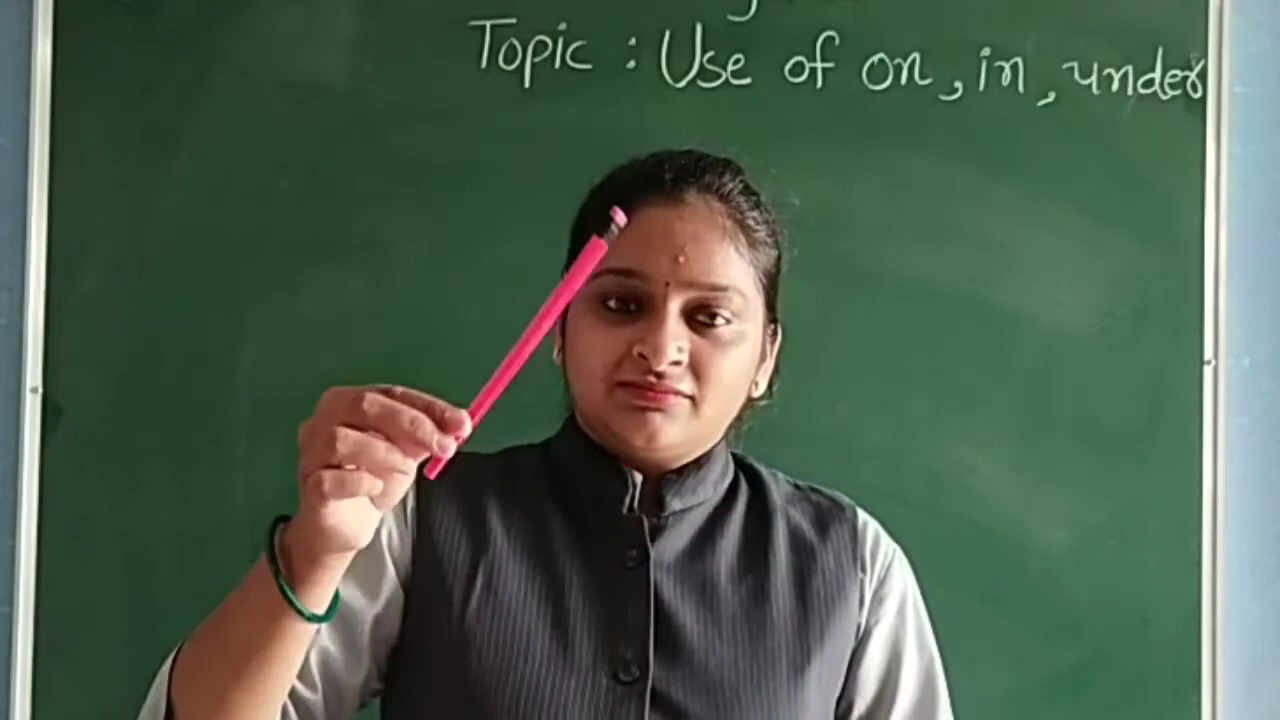 Topic : Use of on, in, under